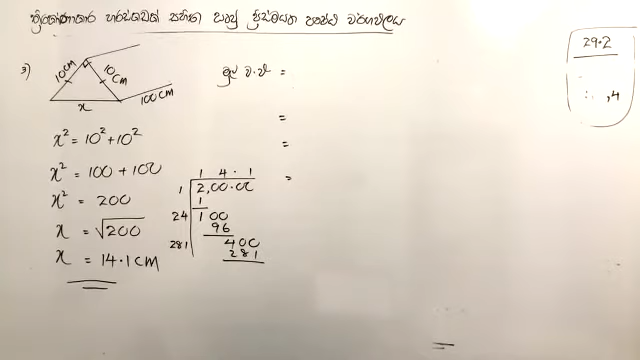 ත්‍රිකෝණාකාර හරස්කඩක් සහිත සෘජු ප්‍රිස්මයක පෘෂ්ඨ වර්ගඵලය
29.2
∴ ,4
3)
10cm
10cm
x
100cm
මුළු ව.ඵ =
=
=
=
x² = 10² + 10²
x² = 100 + 100
x² = 200
x = √200
x = 14.1cm
1 4 . 1
1 2,00.00
1
24 1 00
96
281 400
281